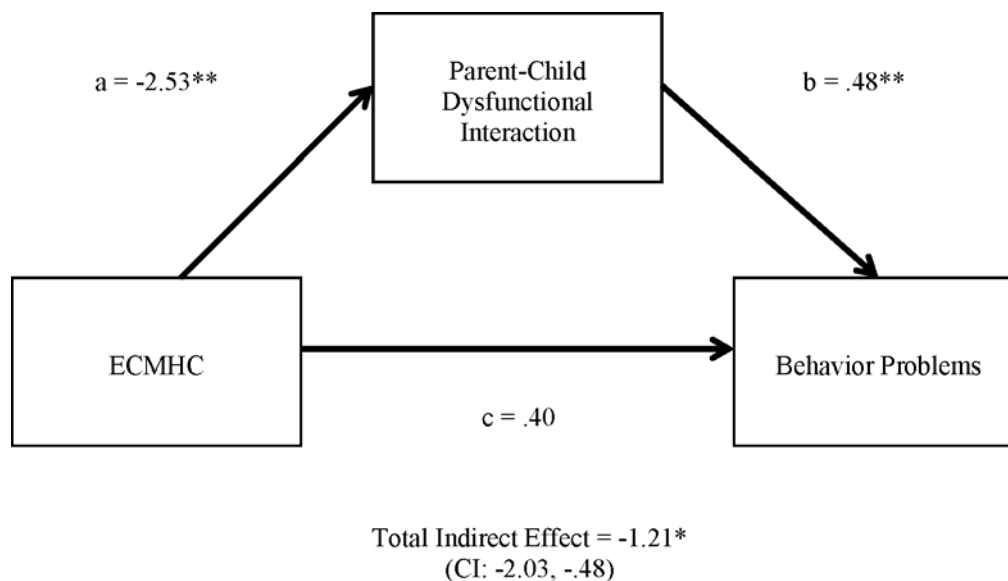 a = -2.53**
Parent-Child
Dysfunctional
Interaction
b = .48**
ECMHC
Behavior Problems
c = .40
Total Indirect Effect = -1.21*
(CI: -2.03, -.48)